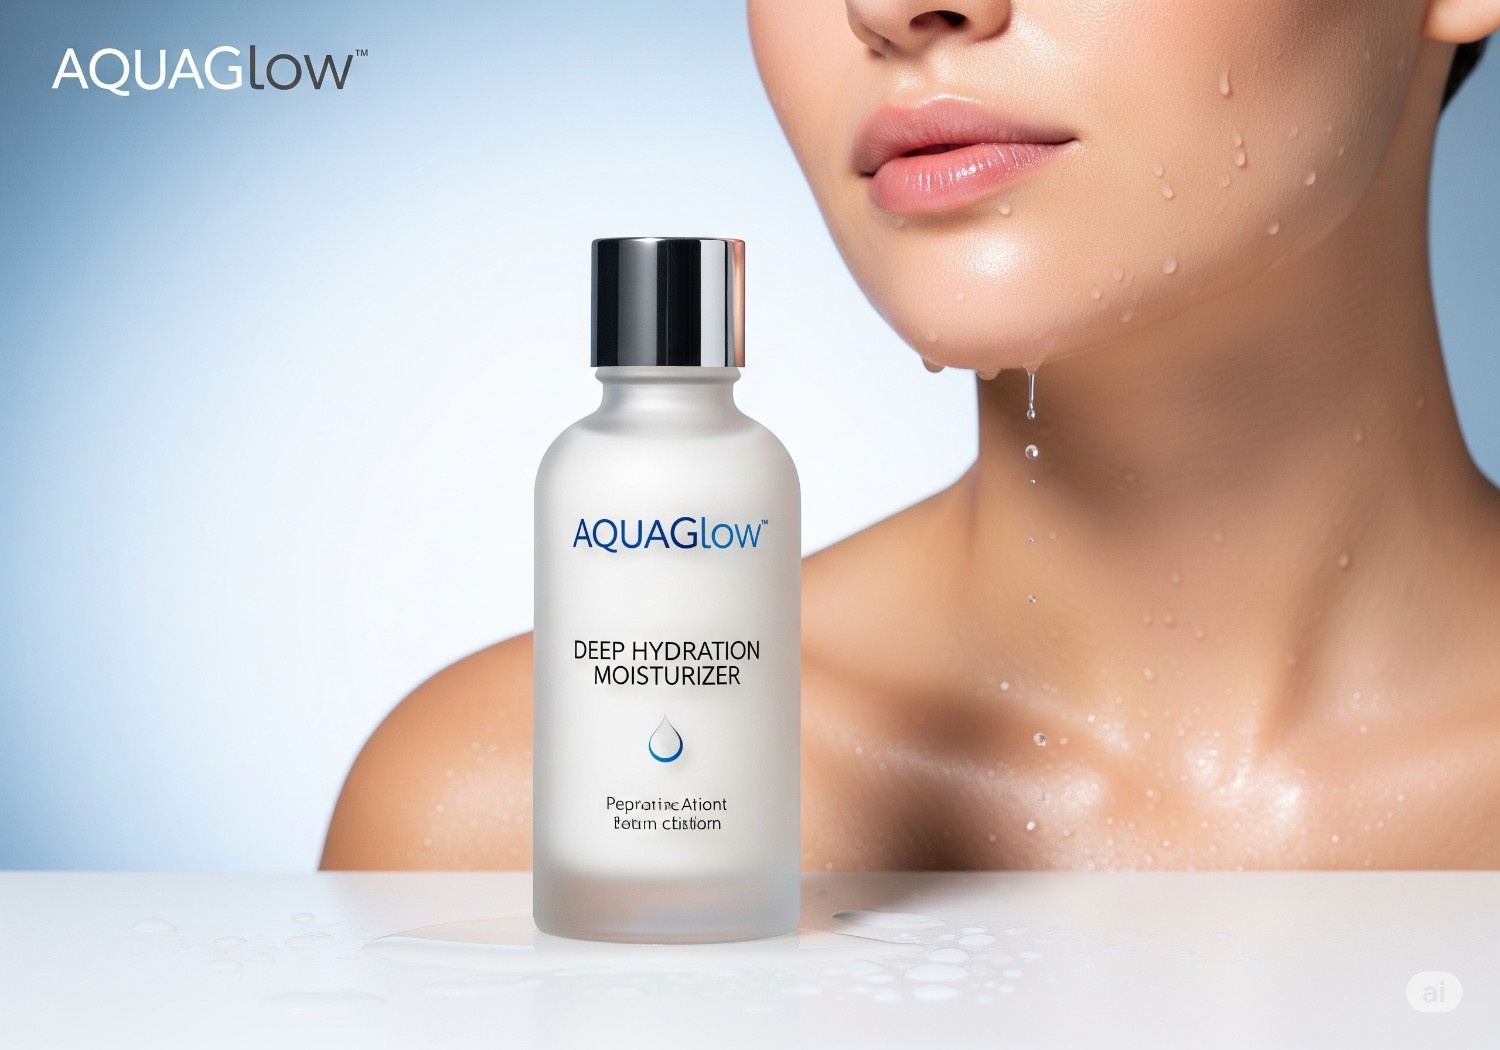 AQUAGlow™
AQUAGlow™
DEEP HYDRATION
MOISTURIZER
ai